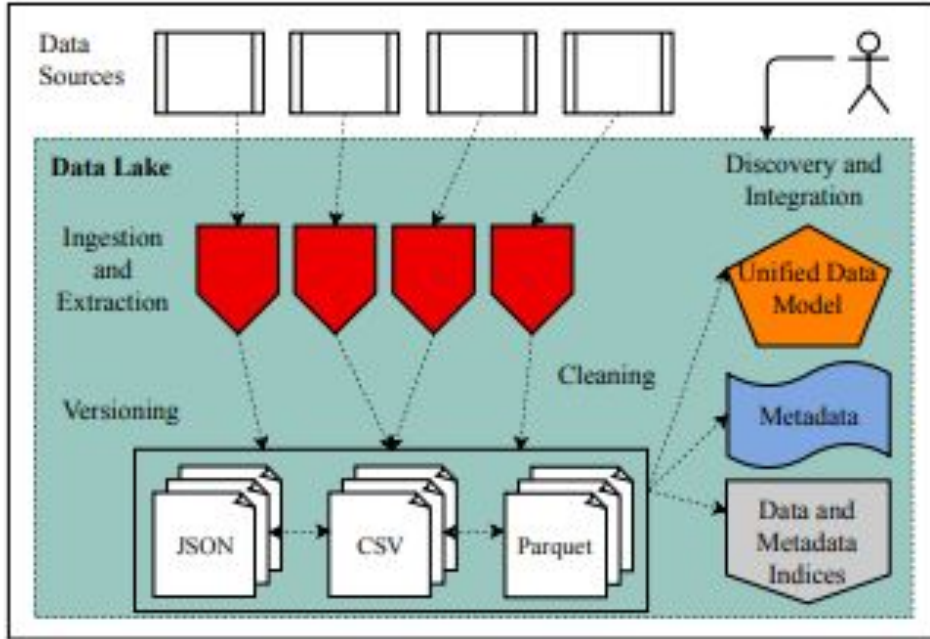 Data
Sources
Data Lake
Discovery and
Integration
Ingestion
and
Extraction
Unified Data
Model
Cleaning
Versioning
Metadata
JSON
CSV
Parquet
Data and
Metadata
Indices